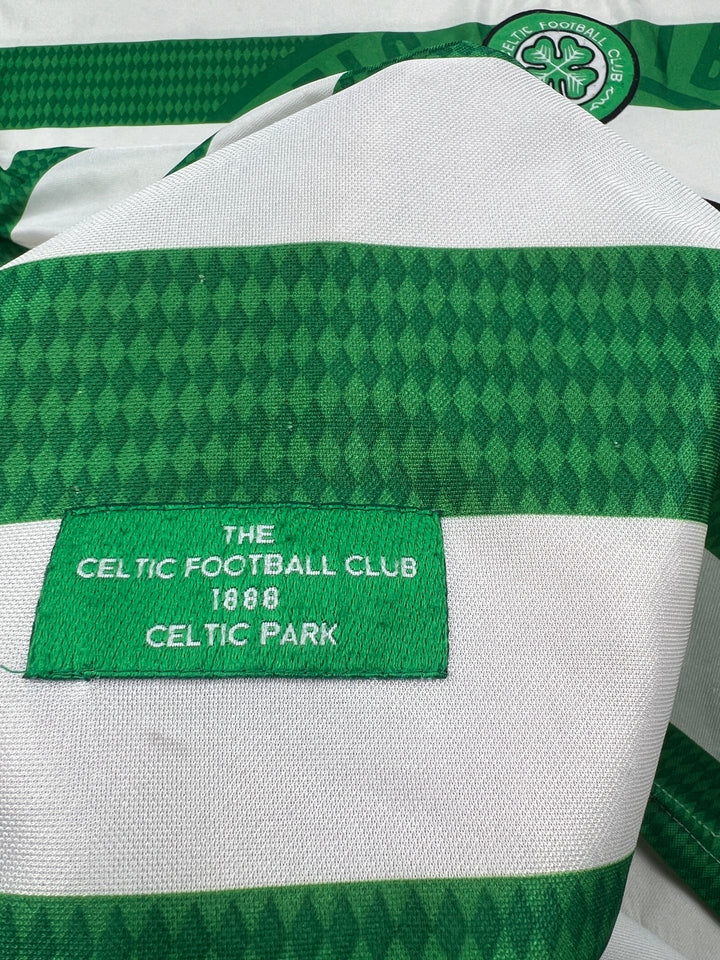 CELTIC FOOTBALL CLUB
THE
CELTIC FOOTBALL CLUB
1888
CELTIC PARK